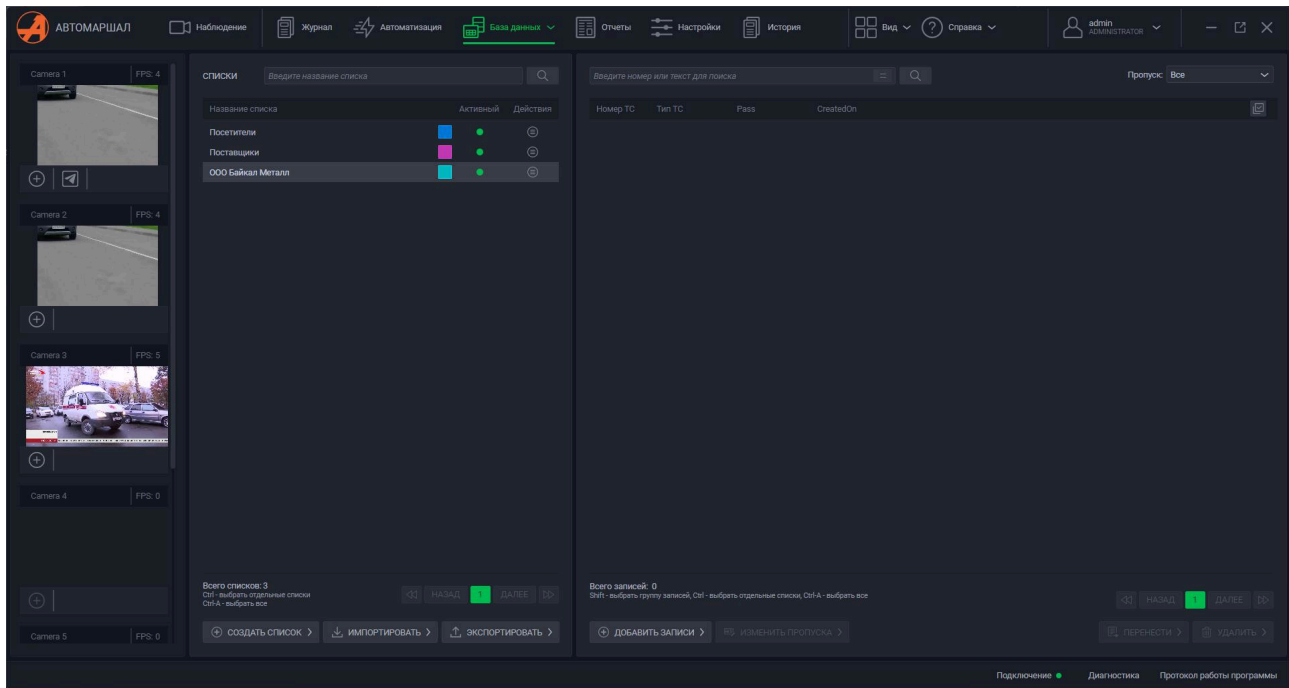 АВТОМАРШАЛ Наблюдение Журнал Автоматизация База данных Отчеты Настройки История Вид Справка admin
ADMINISTRATOR
Camera 1 FPS: 4
Camera 2 FPS: 4
Camera 3 FPS: 5
Camera 4 FPS: 0
Camera 5 FPS: 0
СПИСКИ Введите название списка
Название списка Активный Действия
Посетители
Поставщики
ООО Байкал Металл
Всего списков: 3
Ctrl - выбрать отдельные списки
Ctrl-A - выбрать все
НАЗАД 1 ДАЛЕЕ
СОЗДАТЬ СПИСОК ИМПОРТИРОВАТЬ ЭКСПОРТИРОВАТЬ
Введите номер или текст для поиска Пропуск: Все
Номер ТС Тип ТС Pass CreatedOn
Всего записей: 0
Shift - выбрать группу записей, Ctrl - выбрать отдельные списки, Ctrl-A - выбрать все
НАЗАД 1 ДАЛЕЕ
ДОБАВИТЬ ЗАПИСИ ИЗМЕНИТЬ ПРОПУСКА ПЕРЕНЕСТИ УДАЛИТЬ
Подключение Диагностика Протокол работы программы